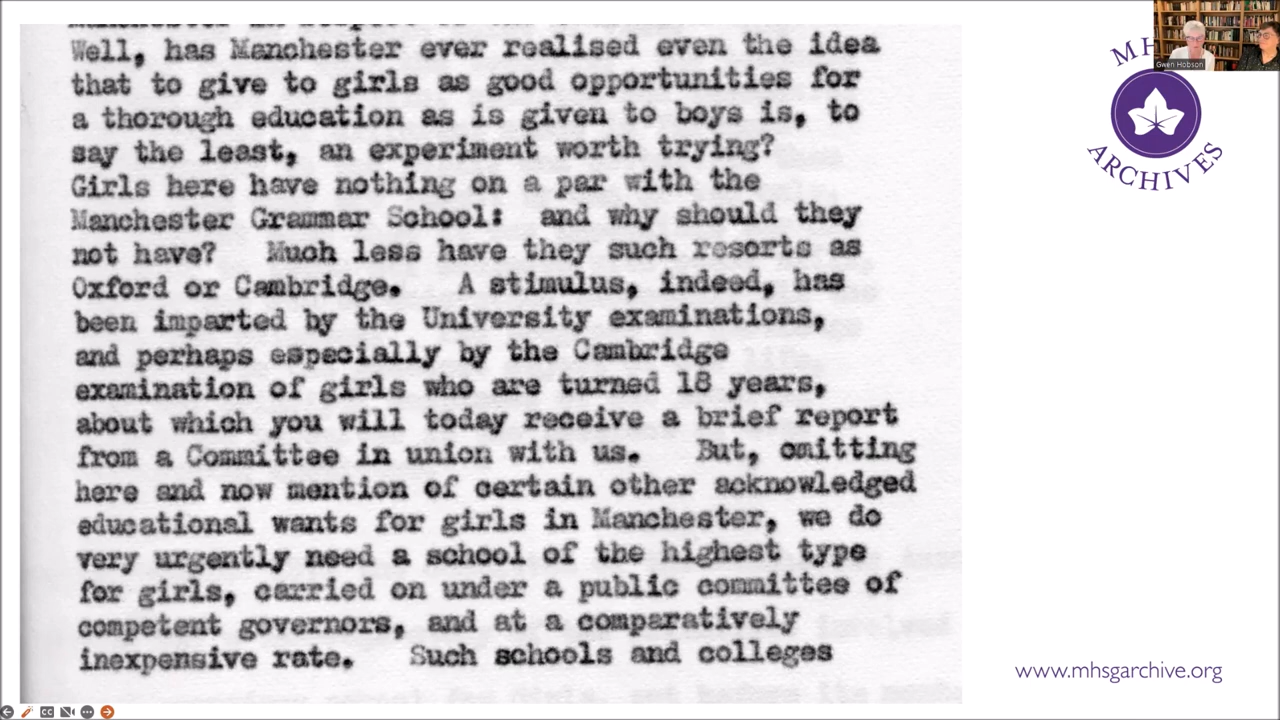 Well, has Manchester ever realised even the idea
that to give to girls as good opportunities for
a thorough education as is given to boys is, to
say the least, an experiment worth trying?
Girls here have nothing on a par with the
Manchester Grammar School: and why should they
not have? Much less have they such resorts as
Oxford or Cambridge. A stimulus, indeed, has
been imparted by the University examinations,
and perhaps especially by the Cambridge
examination of girls who are turned 18 years,
about which you will today receive a brief report
from a Committee in union with us. But, omitting
here and now mention of certain other acknowledged
educational wants for girls in Manchester, we do
very urgently need a school of the highest type
for girls, carried on under a public committee of
competent governors, and at a comparatively
inexpensive rate. Such schools and colleges
Gwen Hobson
ARCHIVES
www.mhsgarchive.org
CC